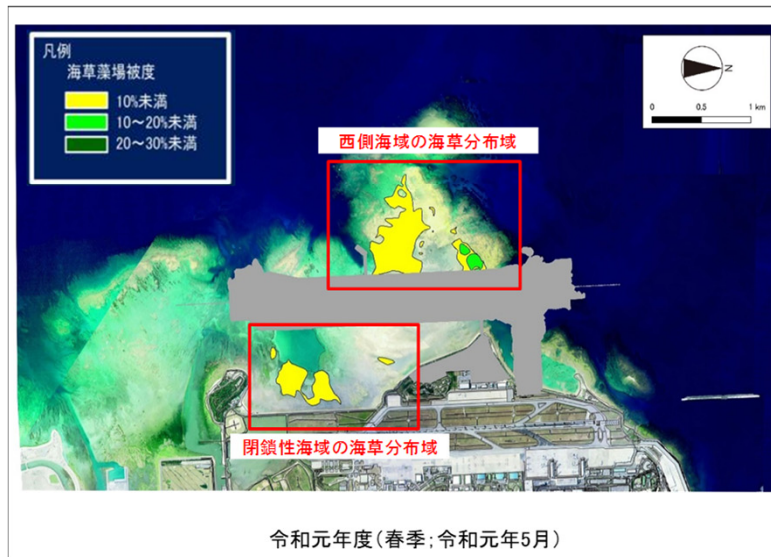 凡例
海草藻場被度
10%未満
10～20%未満
20～30%未満
N
0 0.5 1 km
西側海域の海草分布域
閉鎖性海域の海草分布域
令和元年度(春季;令和元年5月)